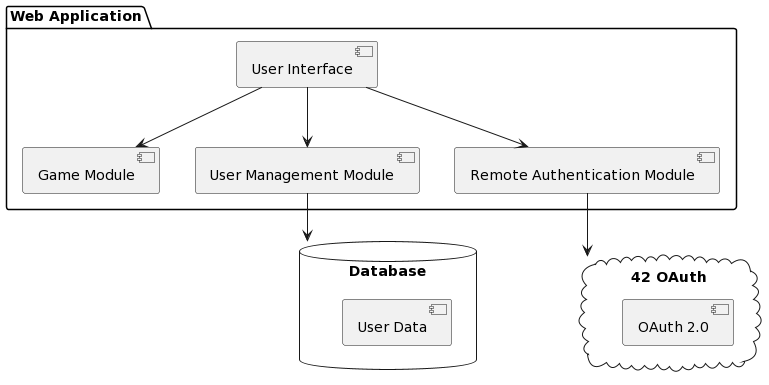 Web Application
User Interface
Game Module
User Management Module
Remote Authentication Module
Database
42 OAuth
User Data
OAuth 2.0